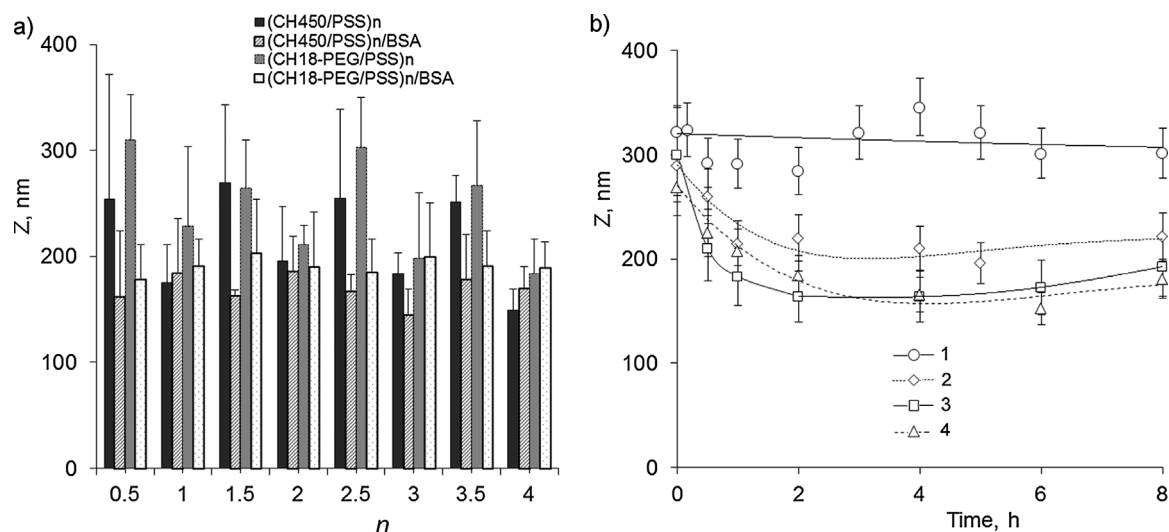 a)
(CH450/PSS)n
(CH450/PSS)n/BSA
(CH18-PEG/PSS)n
(CH18-PEG/PSS)n/BSA
Z, nm
400
300
200
100
0
0.5 1 1.5 2 2.5 3 3.5 4
n
b)
Z, nm
400
300
200
100
0
1
2
3
4
0 2 4 6 8
Time, h